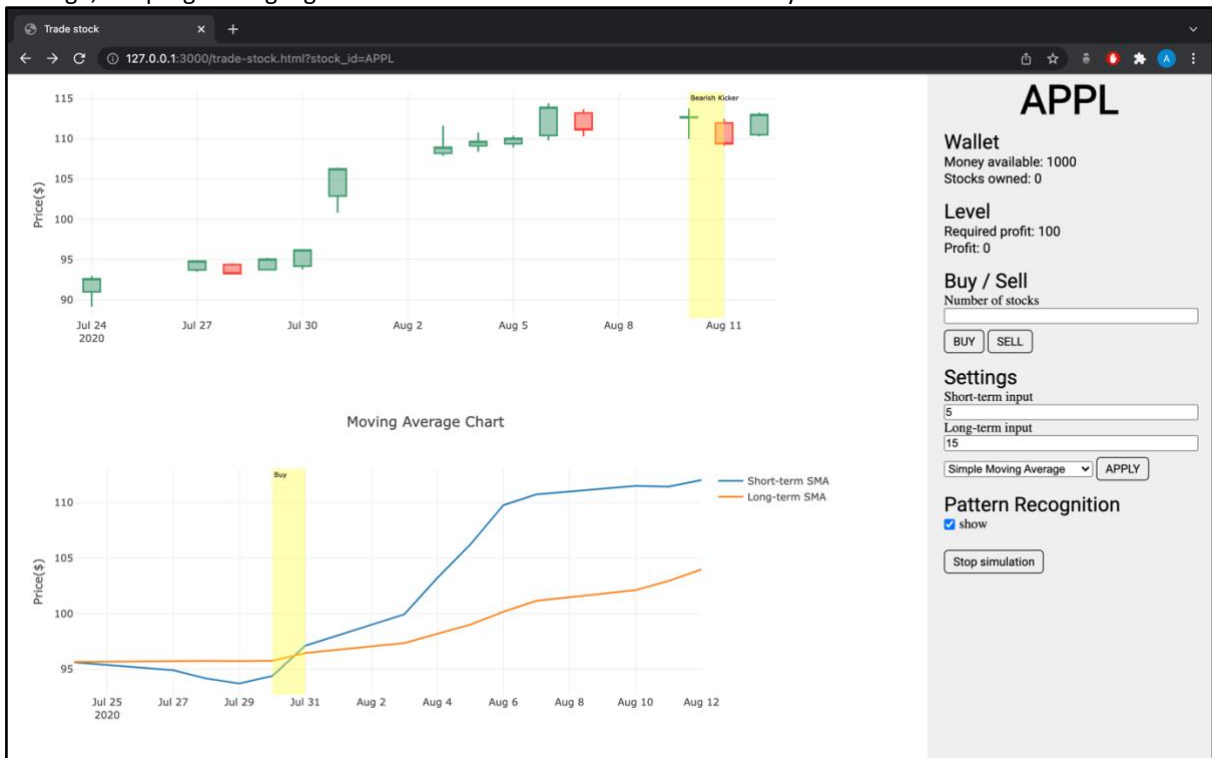 Trade stock
127.0.0.1:3000/trade-stock.html?stock_id=APPL
A
115
110
105
100
95
90
Price($)
Bearish Kicker
Jul 24
2020
Jul 27
Jul 30
Aug 2
Aug 5
Aug 8
Aug 11
Moving Average Chart
Buy
Short-term SMA
Long-term SMA
110
105
100
95
Price($)
Jul 25
2020
Jul 27
Jul 29
Jul 31
Aug 2
Aug 4
Aug 6
Aug 8
Aug 10
Aug 12
APPL
Wallet
Money available: 1000
Stocks owned: 0
Level
Required profit: 100
Profit: 0
Buy / Sell
Number of stocks
BUY SELL
Settings
Short-term input
5
Long-term input
15
Simple Moving Average APPLY
Pattern Recognition
show
Stop simulation